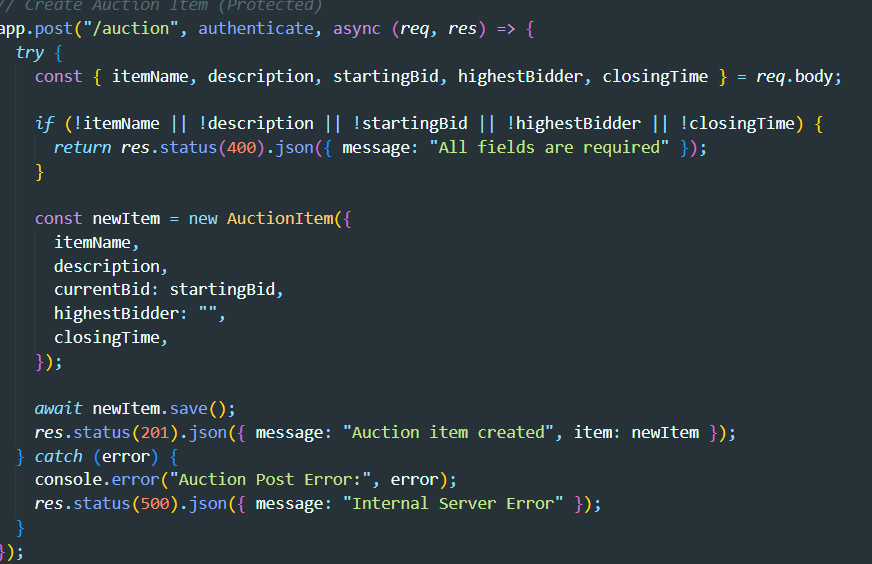 // Create Auction Item (Protected)
app.post("/auction", authenticate, async (req, res) => {
  try {
    const { itemName, description, startingBid, highestBidder, closingTime } = req.body;

    if (!itemName || !description || !startingBid || !highestBidder || !closingTime) {
      return res.status(400).json({ message: "All fields are required" });
    }

    const newItem = new AuctionItem({
      itemName,
      description,
      currentBid: startingBid,
      highestBidder: "",
      closingTime,
    });

    await newItem.save();
    res.status(201).json({ message: "Auction item created", item: newItem });
  } catch (error) {
    console.error("Auction Post Error:", error);
    res.status(500).json({ message: "Internal Server Error" });
  }
});